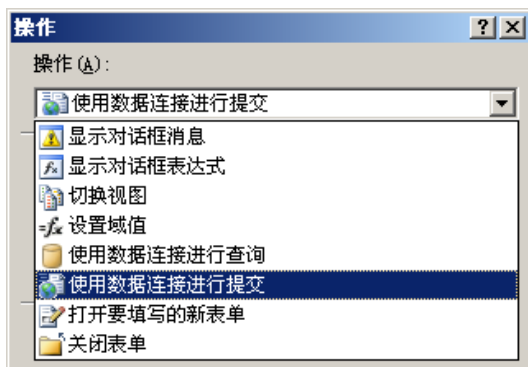 操作
操作(A):
使用数据连接进行提交
显示对话框消息
显示对话框表达式
切换视图
设置域值
使用数据连接进行查询
使用数据连接进行提交
打开要填写的新表单
关闭表单